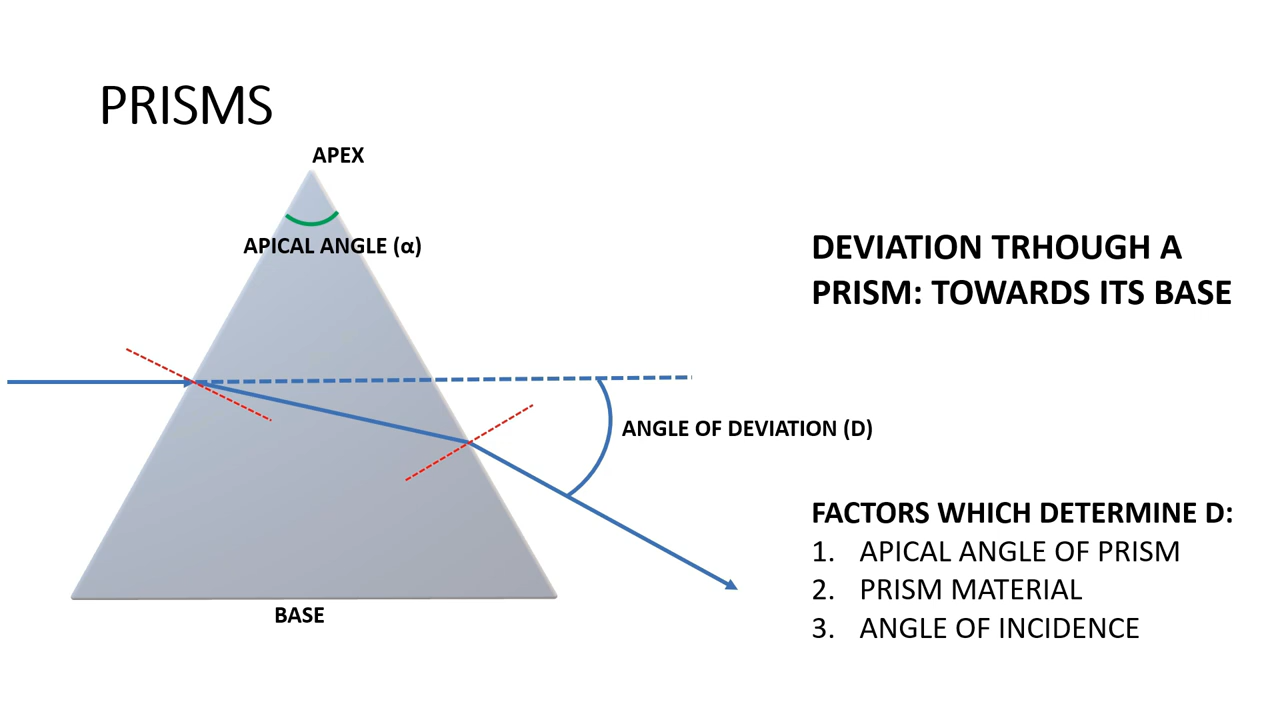 PRISMS
APEX
APICAL ANGLE (α)
DEVIATION TRHOUGH A
PRISM: TOWARDS ITS BASE
ANGLE OF DEVIATION (D)
FACTORS WHICH DETERMINE D:
1. APICAL ANGLE OF PRISM
2. PRISM MATERIAL
3. ANGLE OF INCIDENCE
BASE